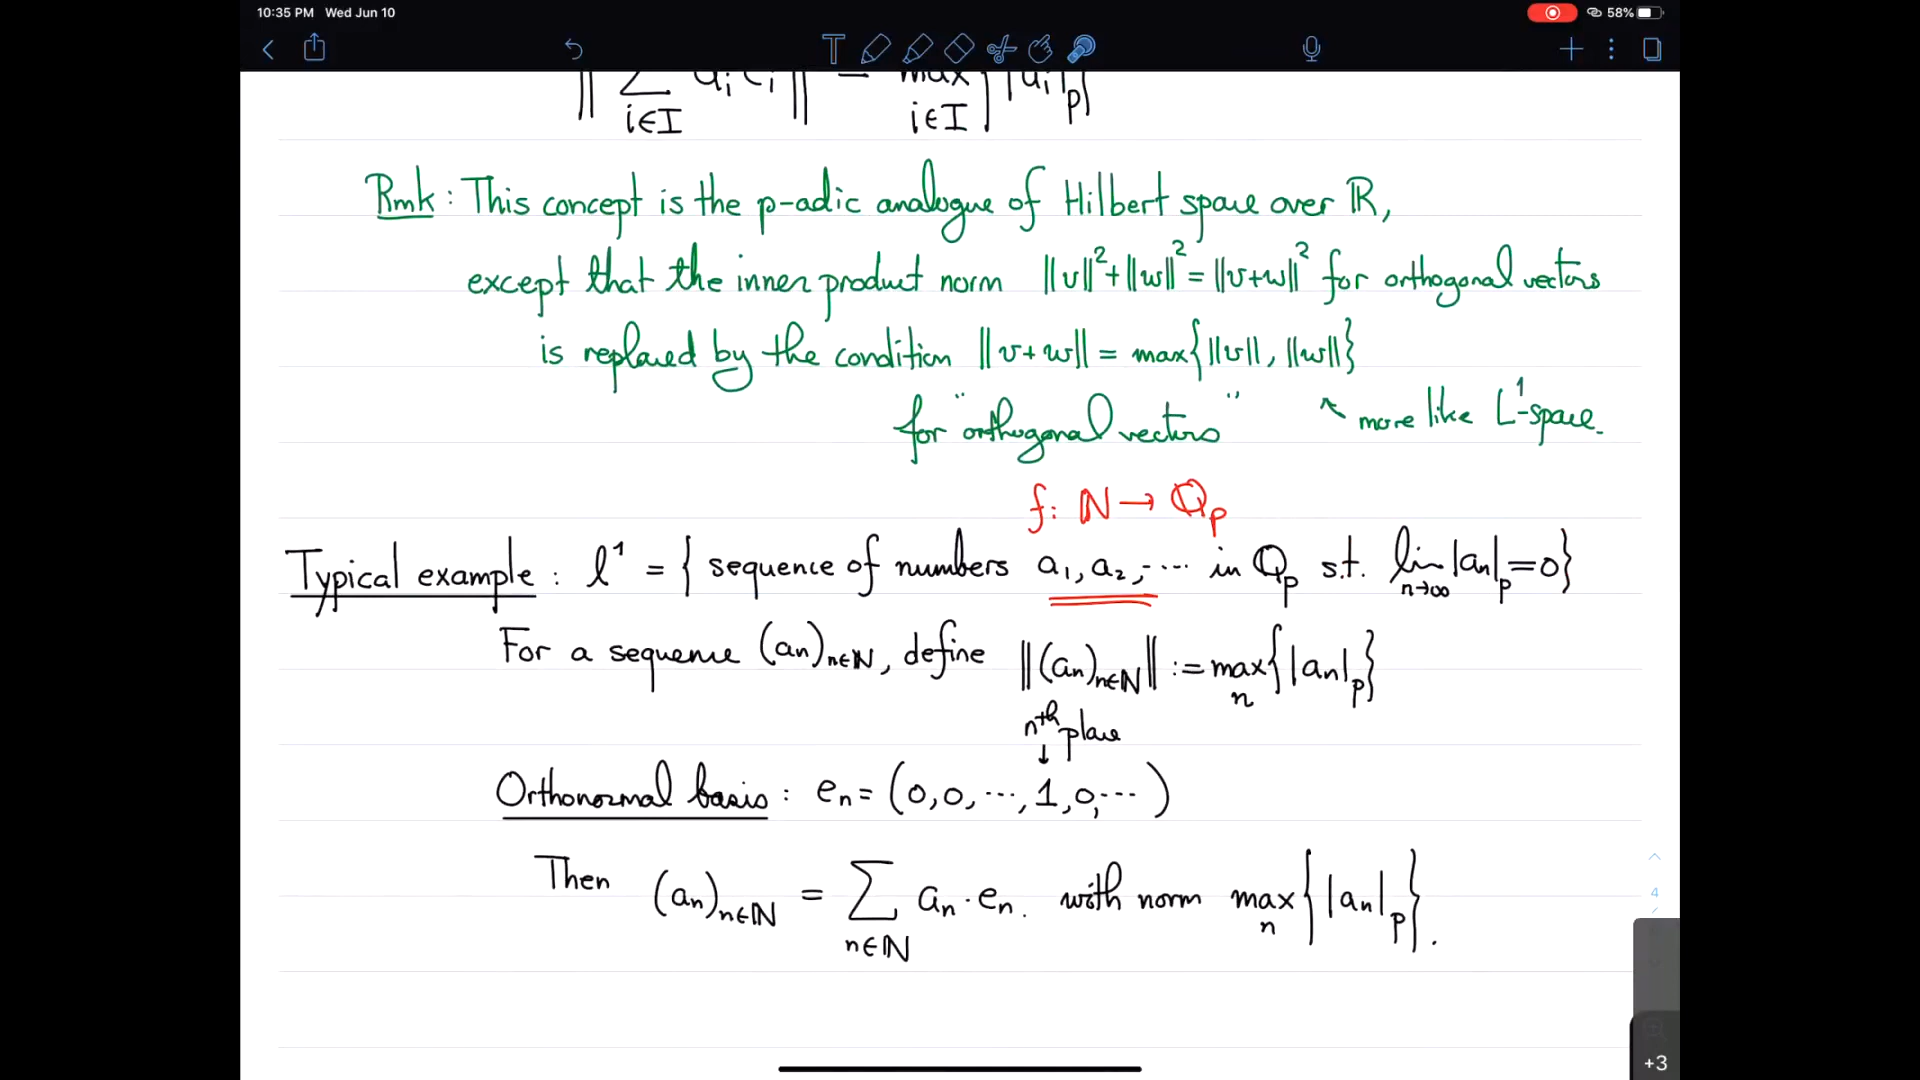 10:35 PM Wed Jun 10
58%
‖ ∑ aᵢ eᵢ ‖ = max { |aᵢ|ₚ }
i∈I i∈I
Rmk : This concept is the p-adic analogue of Hilbert space over ℝ,
except that the inner product norm ‖v‖² + ‖w‖² = ‖v+w‖² for orthogonal vectors
is replaced by the condition ‖v+w‖ = max{‖v‖, ‖w‖}
for "orthogonal vectors" ↖ more like L¹-space.
f: ℕ → ℚₚ
Typical example : l¹ = { sequence of numbers a₁, a₂, ⋯ in ℚₚ s.t. lim |aₙ|ₚ = 0}
n→∞
For a sequence (aₙ)n∈ℕ, define ‖(aₙ)n∈ℕ‖ := max{|aₙ|ₚ}
n
nth place
↓
Orthonormal basis : eₙ = (0, 0, ⋯, 1, 0, ⋯ )
Then (aₙ)n∈ℕ = ∑ aₙ · eₙ. with norm max { |aₙ|ₚ }.
n∈ℕ n
4
+3